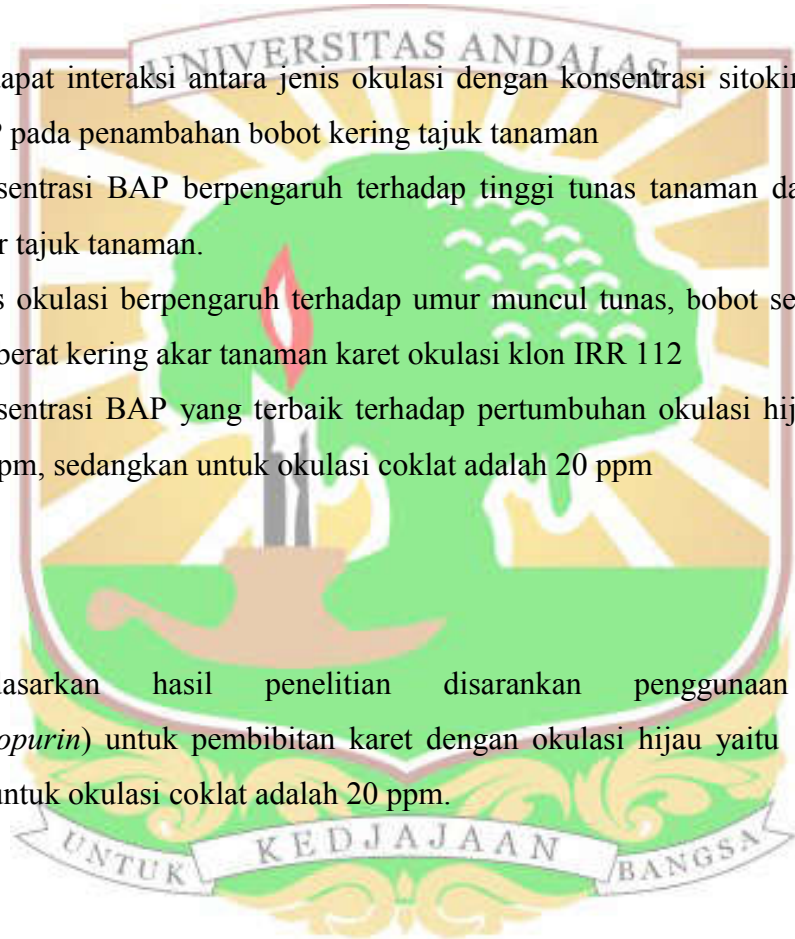 UNIVERSITAS ANDALAS
apat interaksi antara jenis okulasi dengan konsentrasi sitokin
P pada penambahan bobot kering tajuk tanaman
sentrasi BAP berpengaruh terhadap tinggi tunas tanaman da
r tajuk tanaman.
s okulasi berpengaruh terhadap umur muncul tunas, bobot se
berat kering akar tanaman karet okulasi klon IRR 112
sentrasi BAP yang terbaik terhadap pertumbuhan okulasi hij
pm, sedangkan untuk okulasi coklat adalah 20 ppm
asarkan hasil penelitian disarankan penggunaan
opurin) untuk pembibitan karet dengan okulasi hijau yaitu
untuk okulasi coklat adalah 20 ppm.
UNTUK KEDJAJAAN BANGSA